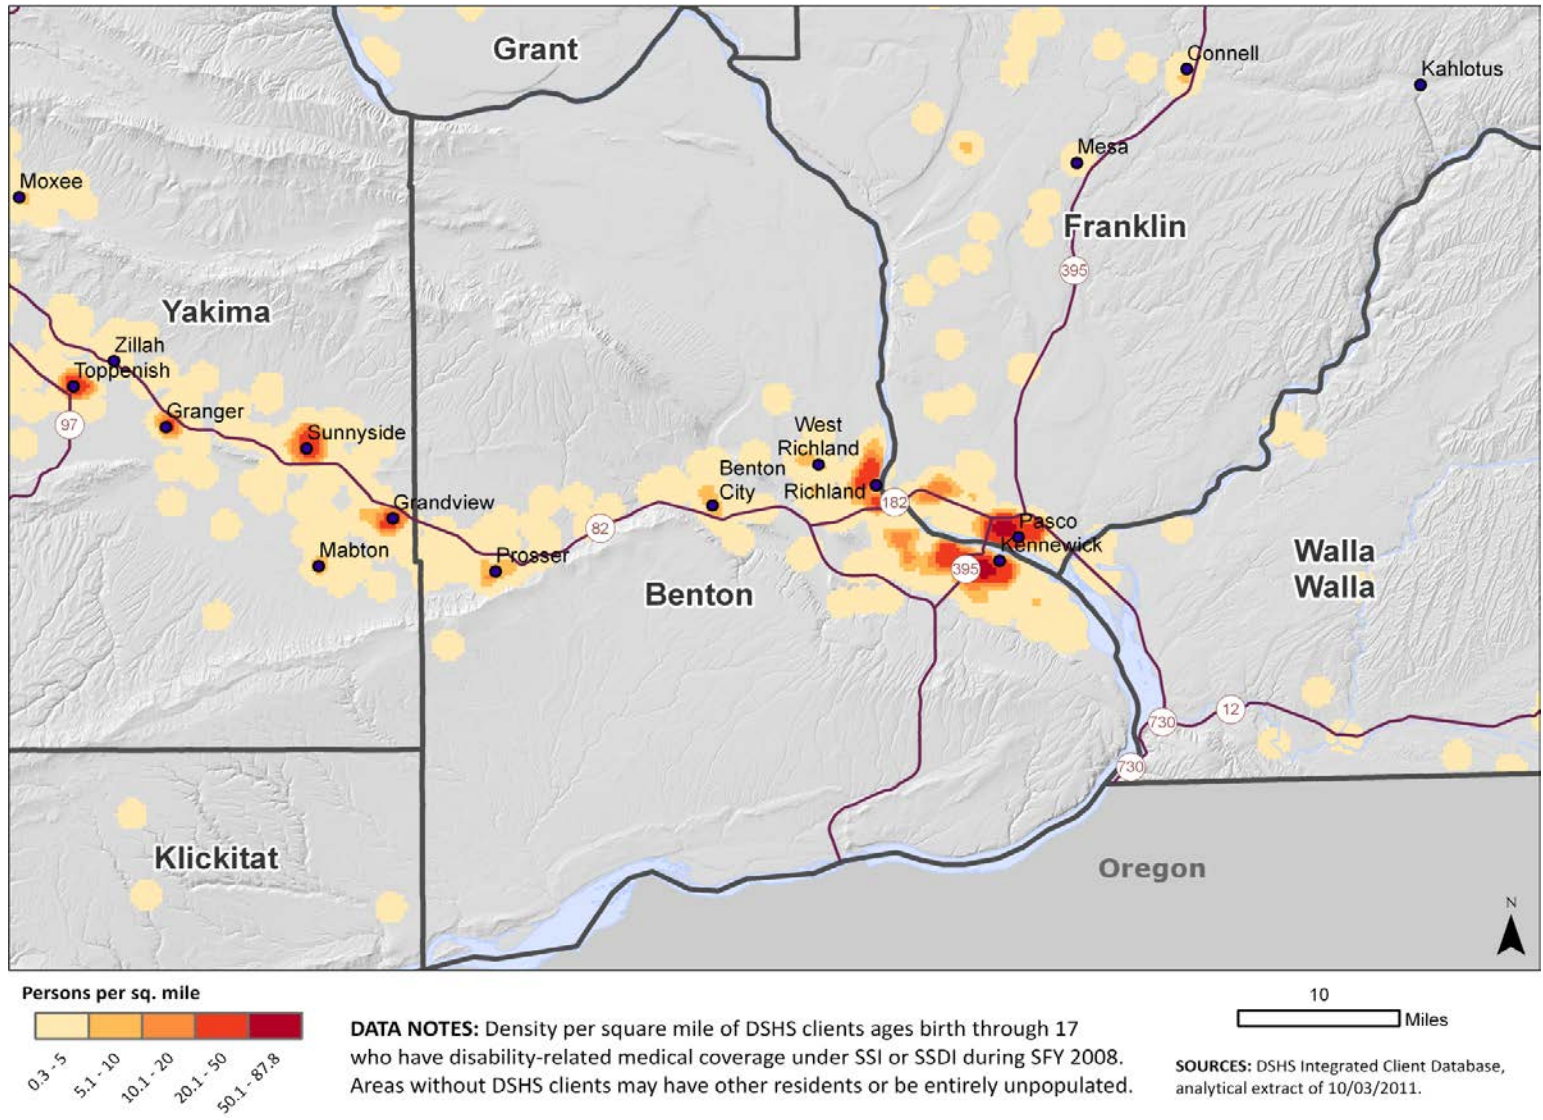 Grant
Connell
Kahlotus
Mesa
Moxee
Franklin
395
Yakima
Zillah
Toppenish
Granger
97
Sunnyside
West
Richland
Benton
City
Richland
Grandview
182
82
Pasco
Kennewick
Mabton
Prosser
395
Walla
Walla
Benton
12
730
730
Klickitat
Oregon
N
Persons per sq. mile
0.3 - 5
5.1 - 10
10.1 - 20
20.1 - 50
50.1 - 87.8
DATA NOTES: Density per square mile of DSHS clients ages birth through 17
who have disability-related medical coverage under SSI or SSDI during SFY 2008.
Areas without DSHS clients may have other residents or be entirely unpopulated.
10
Miles
SOURCES: DSHS Integrated Client Database,
analytical extract of 10/03/2011.